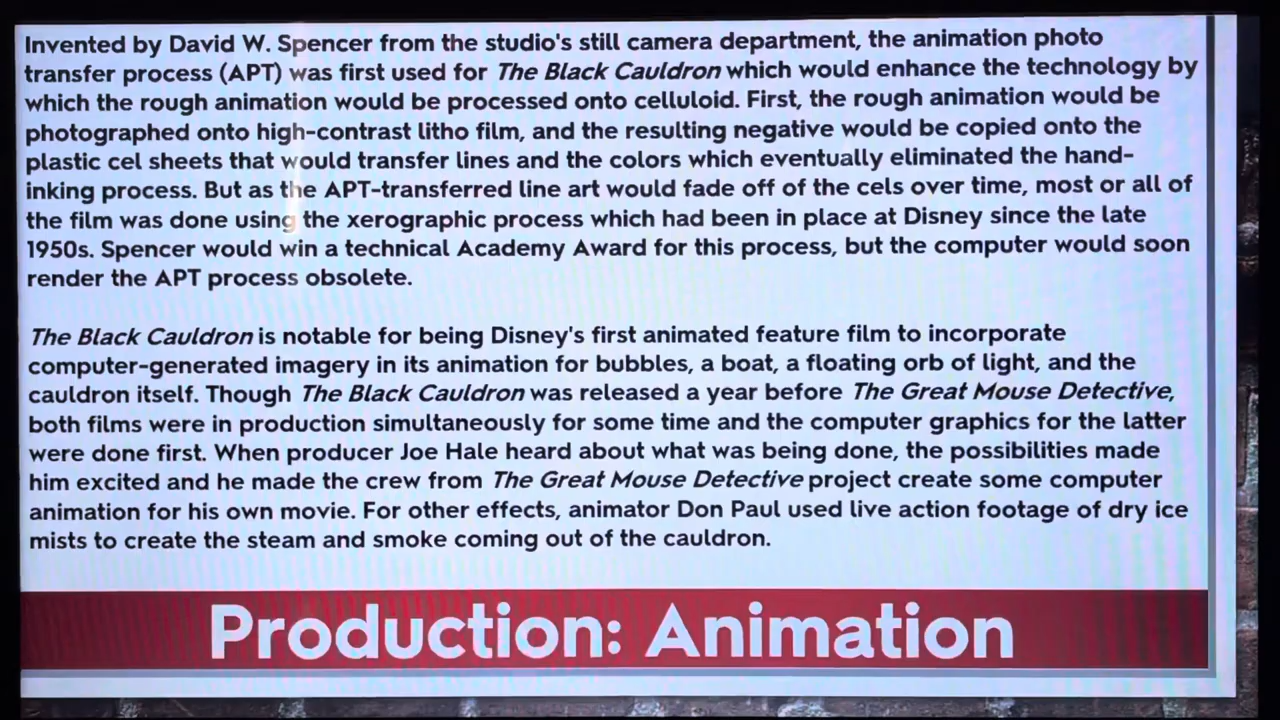 Invented by David W. Spencer from the studio's still camera department, the animation photo
transfer process (APT) was first used for The Black Cauldron which would enhance the technology by
which the rough animation would be processed onto celluloid. First, the rough animation would be
photographed onto high-contrast litho film, and the resulting negative would be copied onto the
plastic cel sheets that would transfer lines and the colors which eventually eliminated the hand-
inking process. But as the APT-transferred line art would fade off of the cels over time, most or all of
the film was done using the xerographic process which had been in place at Disney since the late
1950s. Spencer would win a technical Academy Award for this process, but the computer would soon
render the APT process obsolete.
The Black Cauldron is notable for being Disney's first animated feature film to incorporate
computer-generated imagery in its animation for bubbles, a boat, a floating orb of light, and the
cauldron itself. Though The Black Cauldron was released a year before The Great Mouse Detective,
both films were in production simultaneously for some time and the computer graphics for the latter
were done first. When producer Joe Hale heard about what was being done, the possibilities made
him excited and he made the crew from The Great Mouse Detective project create some computer
animation for his own movie. For other effects, animator Don Paul used live action footage of dry ice
mists to create the steam and smoke coming out of the cauldron.
Production: Animation